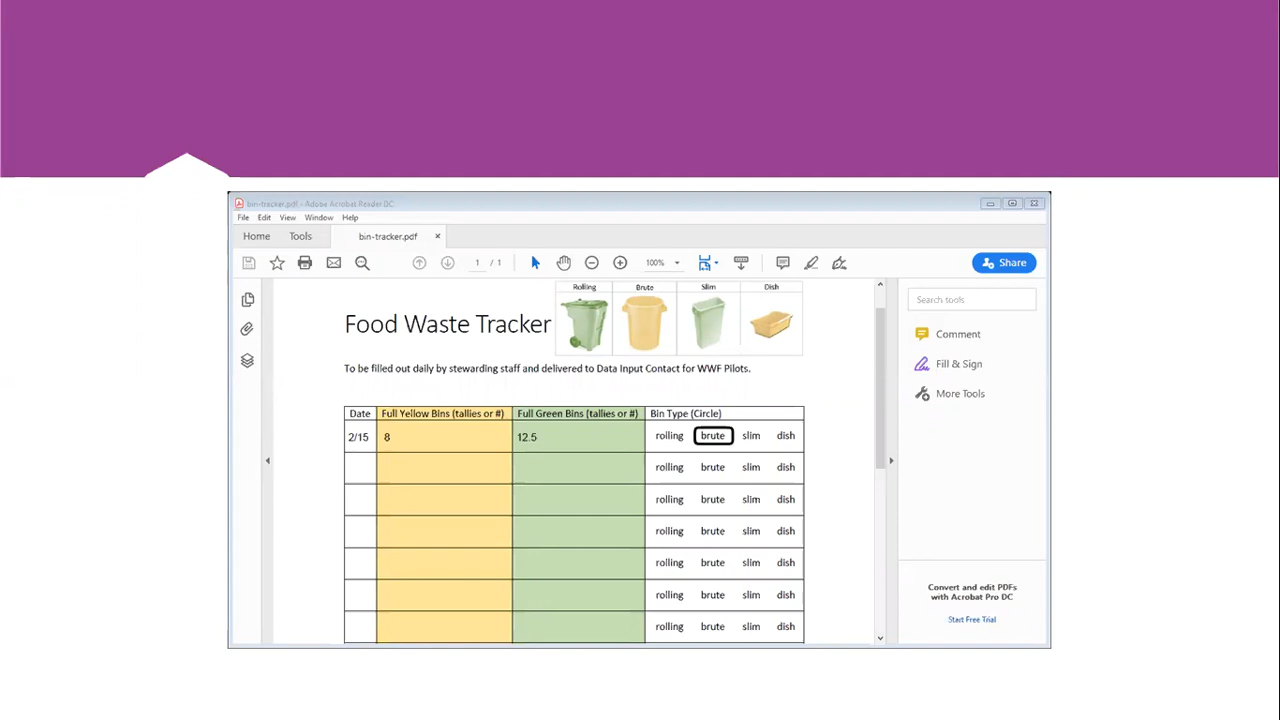 bin-tracker.pdf - Adobe Acrobat Reader DC
File Edit View Window Help
Home Tools bin-tracker.pdf ×
1 / 1 100% Share
Rolling Brute Slim Dish
Food Waste Tracker
To be filled out daily by stewarding staff and delivered to Data Input Contact for WWF Pilots.
Date Full Yellow Bins (tallies or #) Full Green Bins (tallies or #) Bin Type (Circle)
2/15 8 12.5 rolling brute slim dish
rolling brute slim dish
rolling brute slim dish
rolling brute slim dish
rolling brute slim dish
rolling brute slim dish
rolling brute slim dish
Search tools
Comment
Fill & Sign
More Tools
Convert and edit PDFs
with Acrobat Pro DC
Start Free Trial